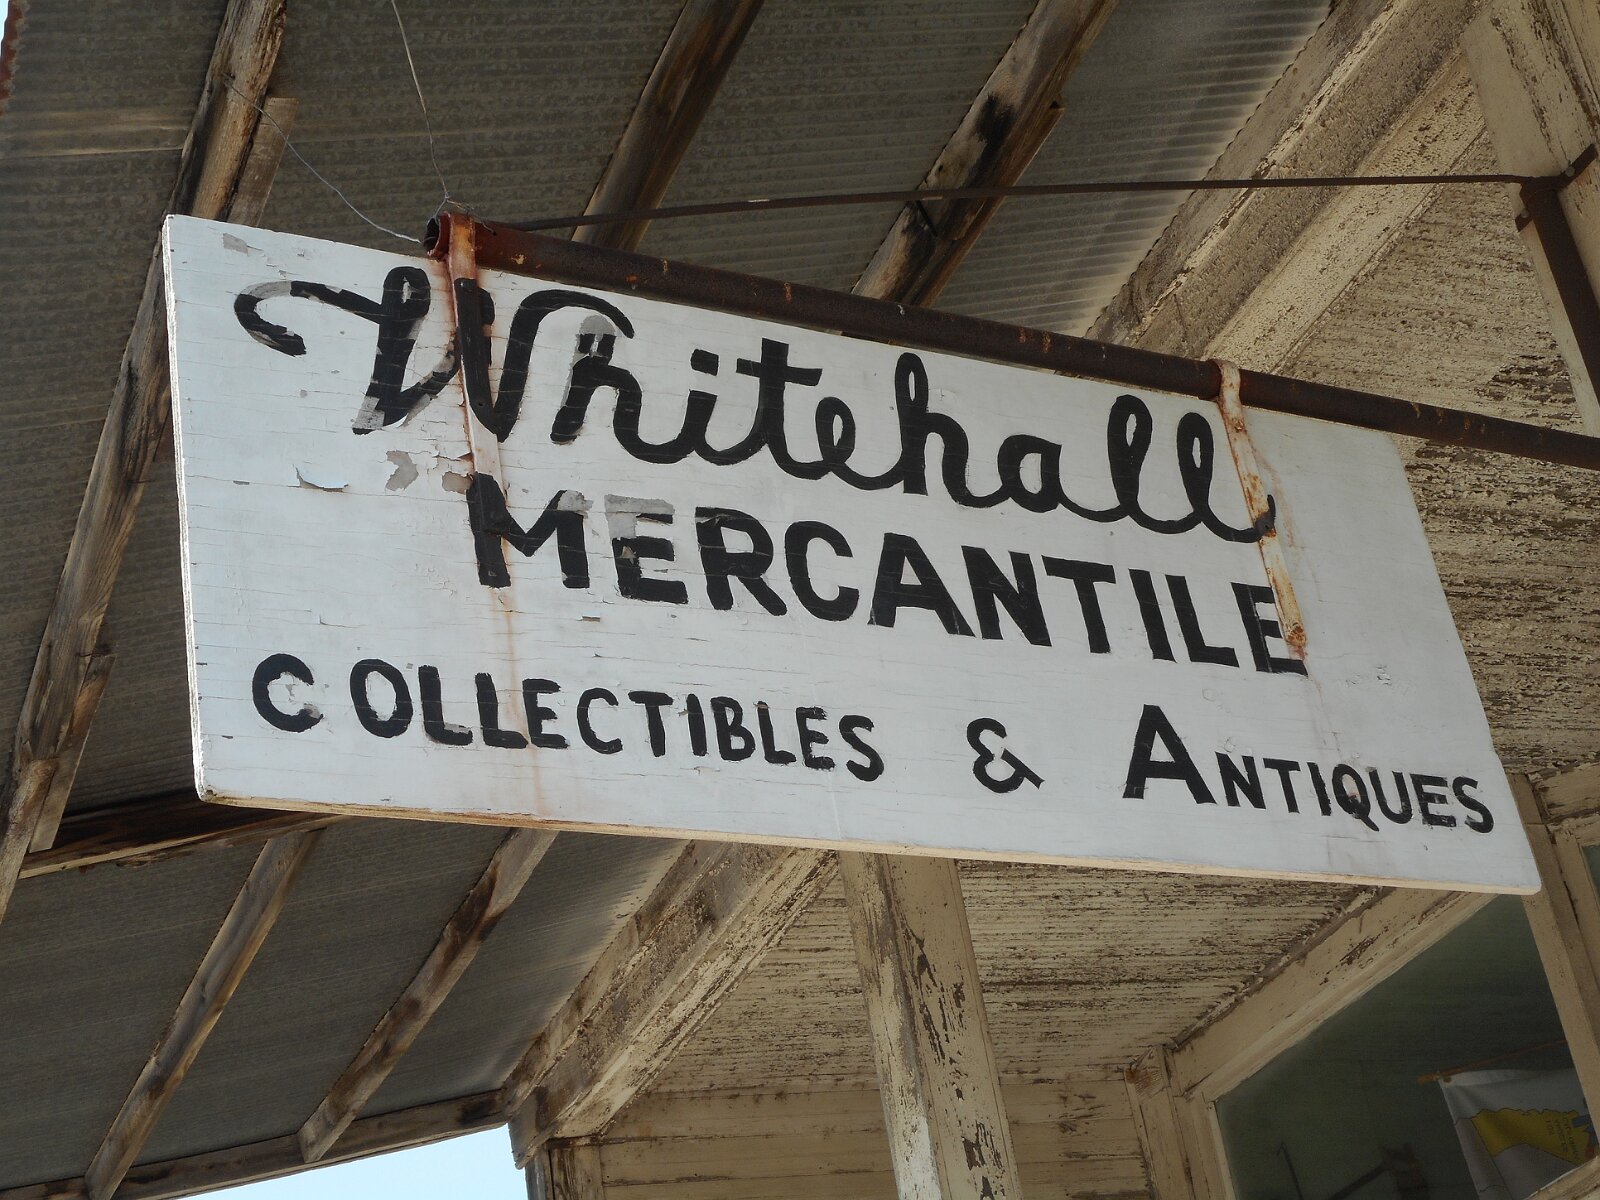 Whitehall
MERCANTILE
COLLECTIBLES & ANTIQUES